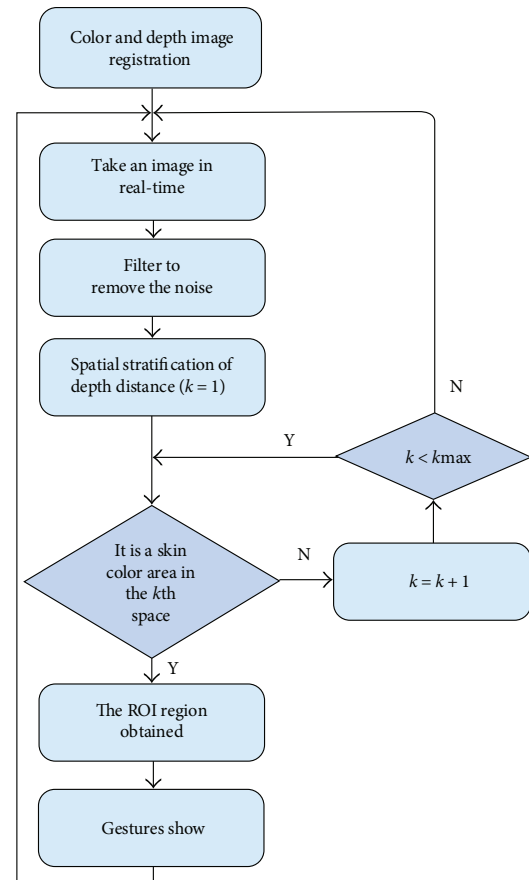 Color and depth image
registration
Take an image in
real-time
Filter to
remove the noise
Spatial stratification of
depth distance (k = 1)
N
Y
k < kmax
It is a skin
color area in
the kth
space
N
k = k + 1
Y
The ROI region
obtained
Gestures show